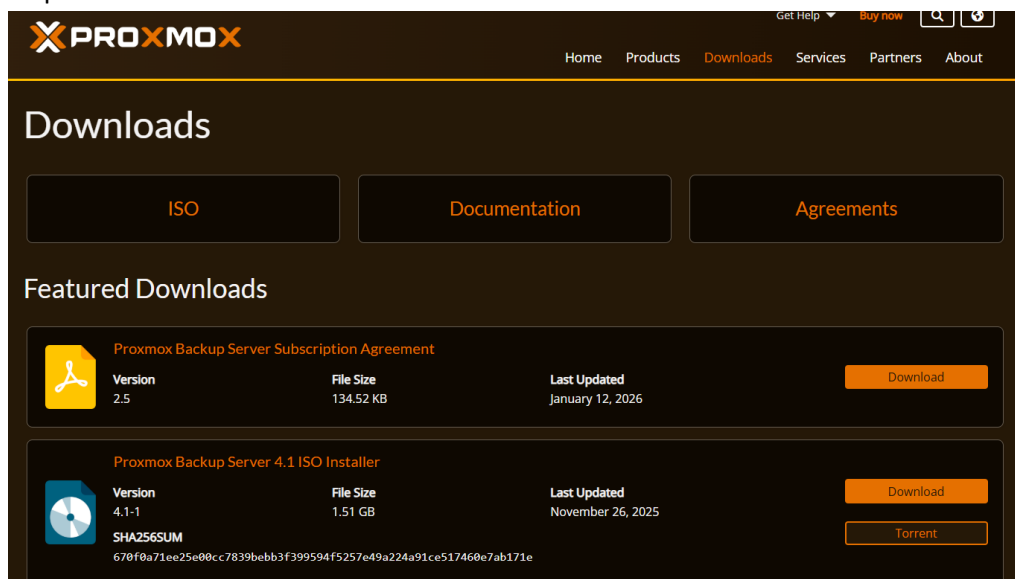 Get Help
Buy now
PROXMOX
Home Products Downloads Services Partners About
Downloads
ISO
Documentation
Agreements
Featured Downloads
Proxmox Backup Server Subscription Agreement
Version File Size Last Updated
2.5 134.52 KB January 12, 2026
Download
Proxmox Backup Server 4.1 ISO Installer
Version File Size Last Updated
4.1-1 1.51 GB November 26, 2025
Download
SHA256SUM
Torrent
670f0a71ee25e00cc7839bebb3f399594f5257e49a224a91ce517460e7ab171e